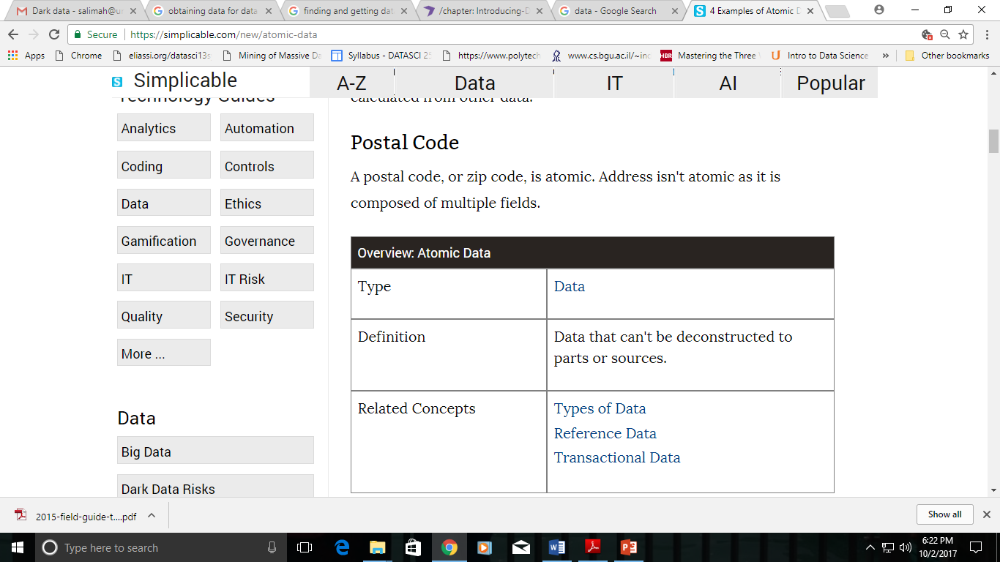 Dark data - salimah@u
obtaining data for data
finding and getting dat
/chapter: Introducing-D
data - Google Search
4 Examples of Atomic D
Secure
https://simplicable.com/new/atomic-data
Apps
Chrome
eliassi.org/datasci13s
Mining of Massive Da
Syllabus - DATASCI 25
https://www.polytech
www.cs.bgu.ac.il/~inc
HBR
Mastering the Three
Intro to Data Science
»
Other bookmarks
S
Simplicable
A-Z
Data
IT
AI
Popular
Technology Guides
calculated from other data.
Analytics
Automation
Coding
Controls
Data
Ethics
Gamification
Governance
IT
IT Risk
Quality
Security
More ...
Data
Big Data
Dark Data Risks
Postal Code
A postal code, or zip code, is atomic. Address isn't atomic as it is
composed of multiple fields.
Overview: Atomic Data
Type
Data
Definition
Data that can't be deconstructed to
parts or sources.
Related Concepts
Types of Data
Reference Data
Transactional Data
2015-field-guide-t....pdf
Show all
Type here to search
6:22 PM
10/2/2017